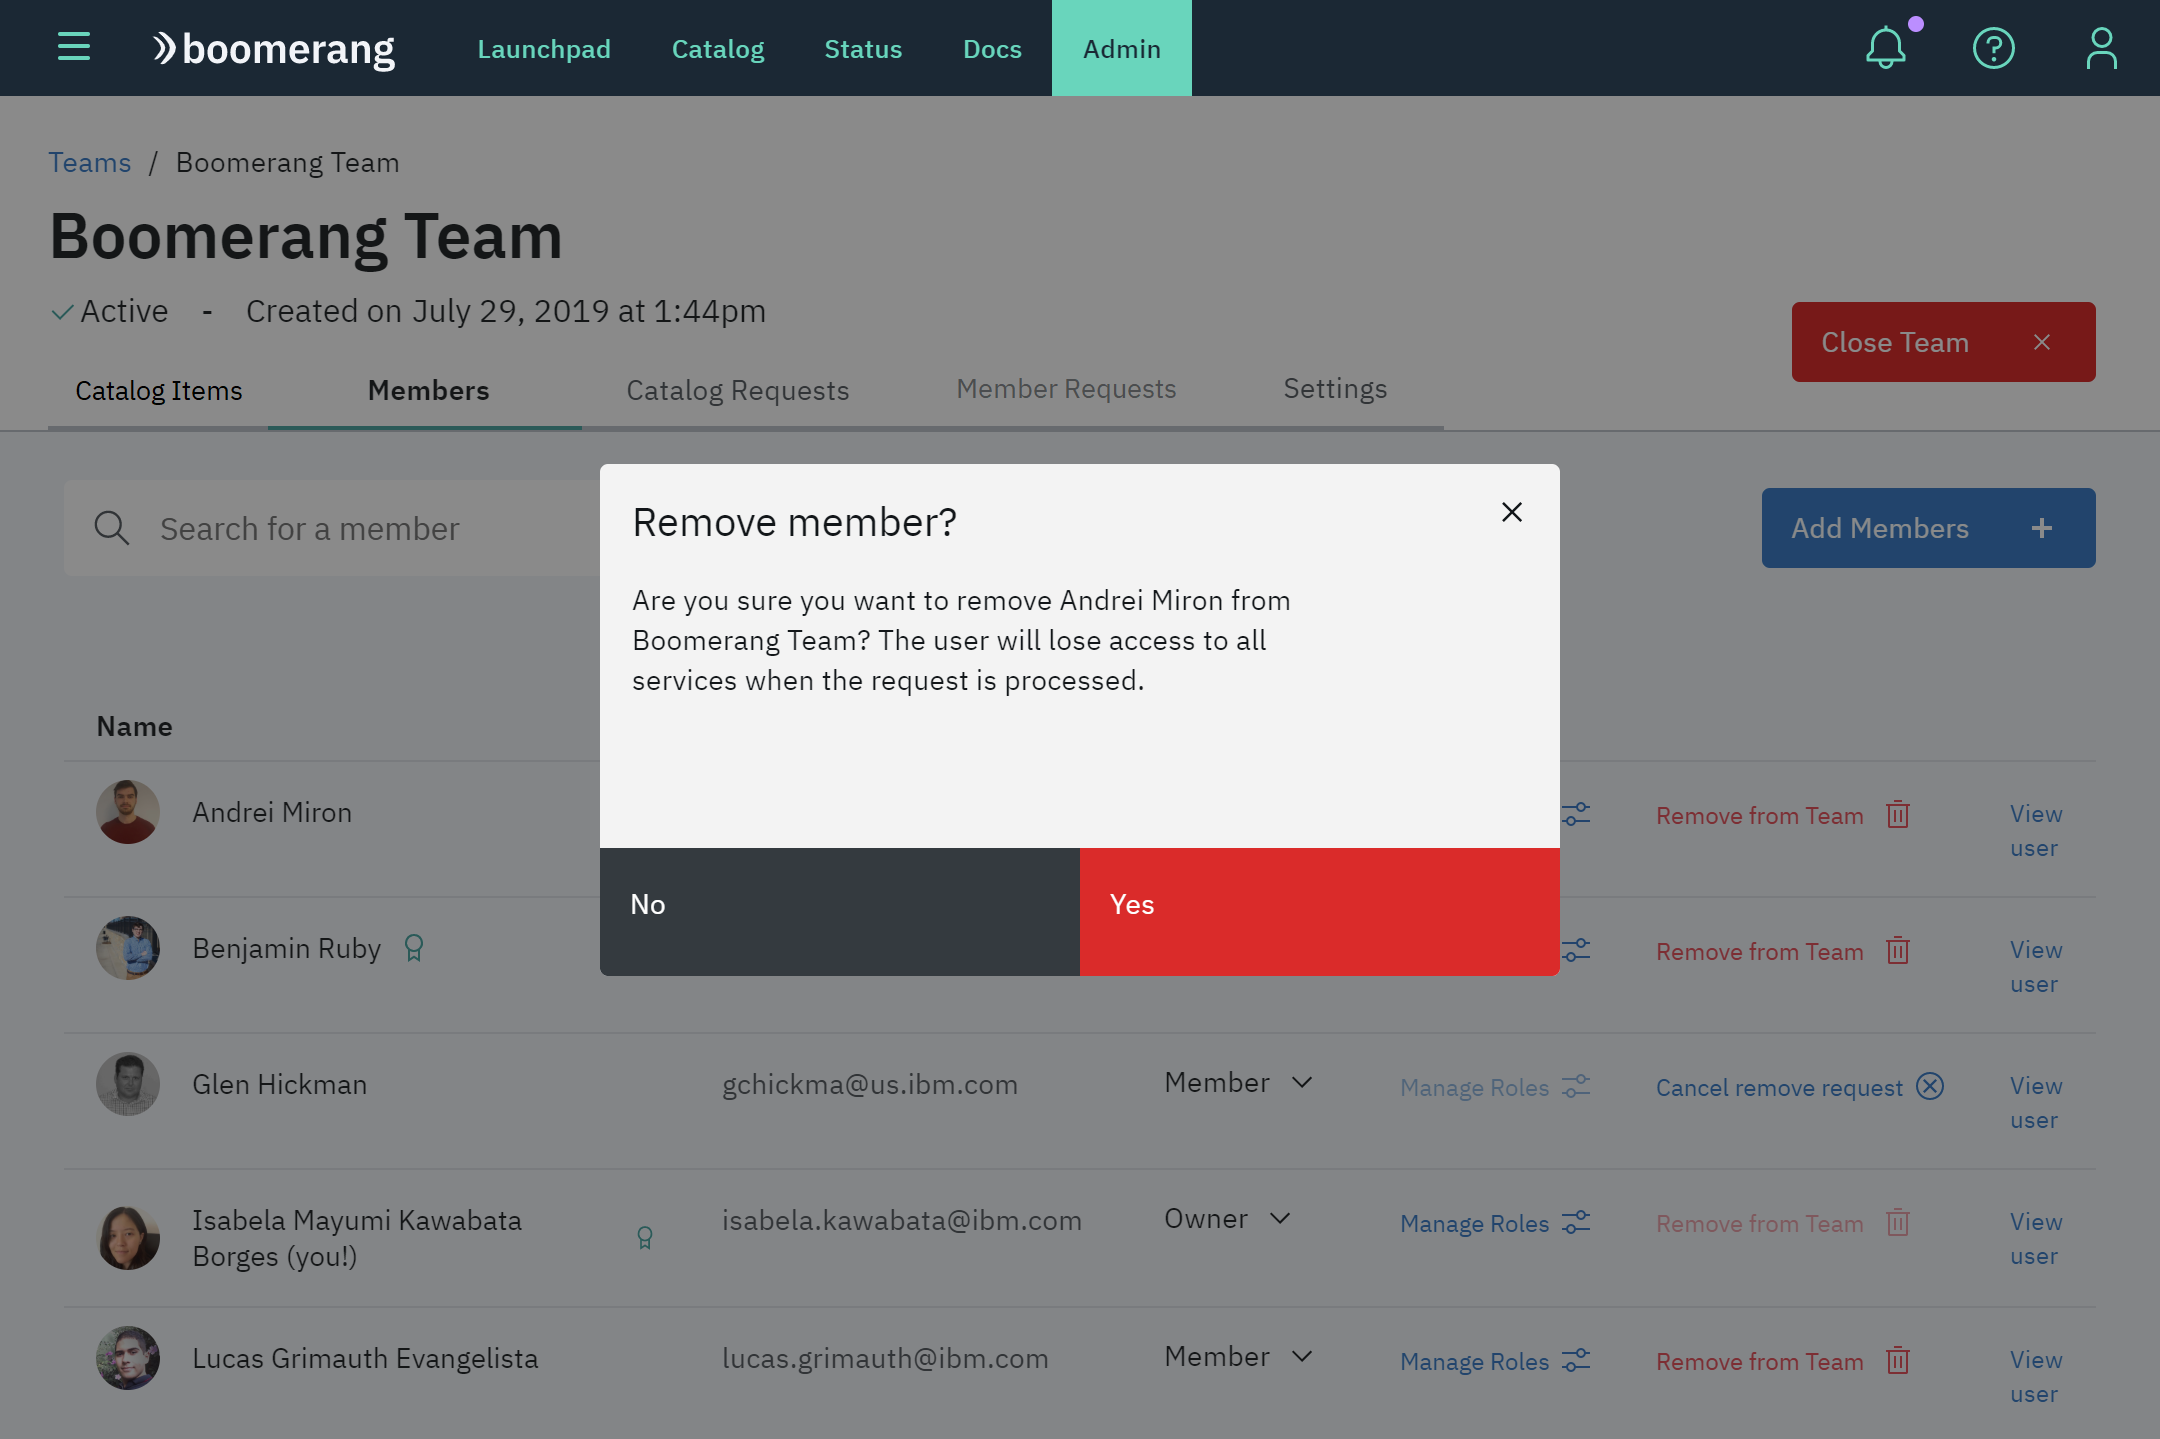 boomerang Launchpad Catalog Status Docs Admin
Teams / Boomerang Team
Boomerang Team
Active - Created on July 29, 2019 at 1:44pm
Close Team
Catalog Items Members Catalog Requests Member Requests Settings
Search for a member
Add Members
Remove member?
Are you sure you want to remove Andrei Miron from
Boomerang Team? The user will lose access to all
services when the request is processed.
No Yes
Name
Andrei Miron Remove from Team View
user
Benjamin Ruby Remove from Team View
user
Glen Hickman gchickma@us.ibm.com Member Manage Roles Cancel remove request View
user
Isabela Mayumi Kawabata isabela.kawabata@ibm.com Owner Manage Roles Remove from Team View
Borges (you!) user
Lucas Grimauth Evangelista lucas.grimauth@ibm.com Member Manage Roles Remove from Team View
user